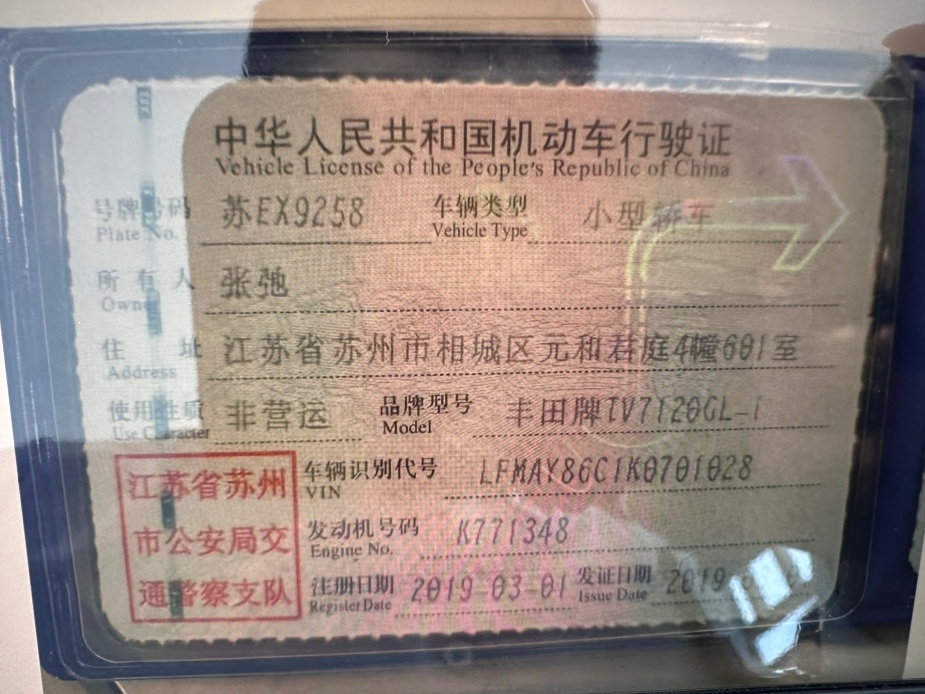 中华人民共和国机动车行驶证
Vehicle License of the People's Republic of China
号牌号码 苏EX9258 车辆类型 小型轿车
Plate No. Vehicle Type
所有人 张弛
Owner
住址 江苏省苏州市相城区元和君庭4幢601室
Address
使用性质 非营运 品牌型号 丰田牌TV7120GL-i
Use Character Model
江苏省苏州 车辆识别代号 LFMAY86C1K0701028
VIN
市公安局交 发动机号码 K771348
Engine No.
通警察支队 注册日期 2019-03-01 发证日期 2019
Register Date Issue Date